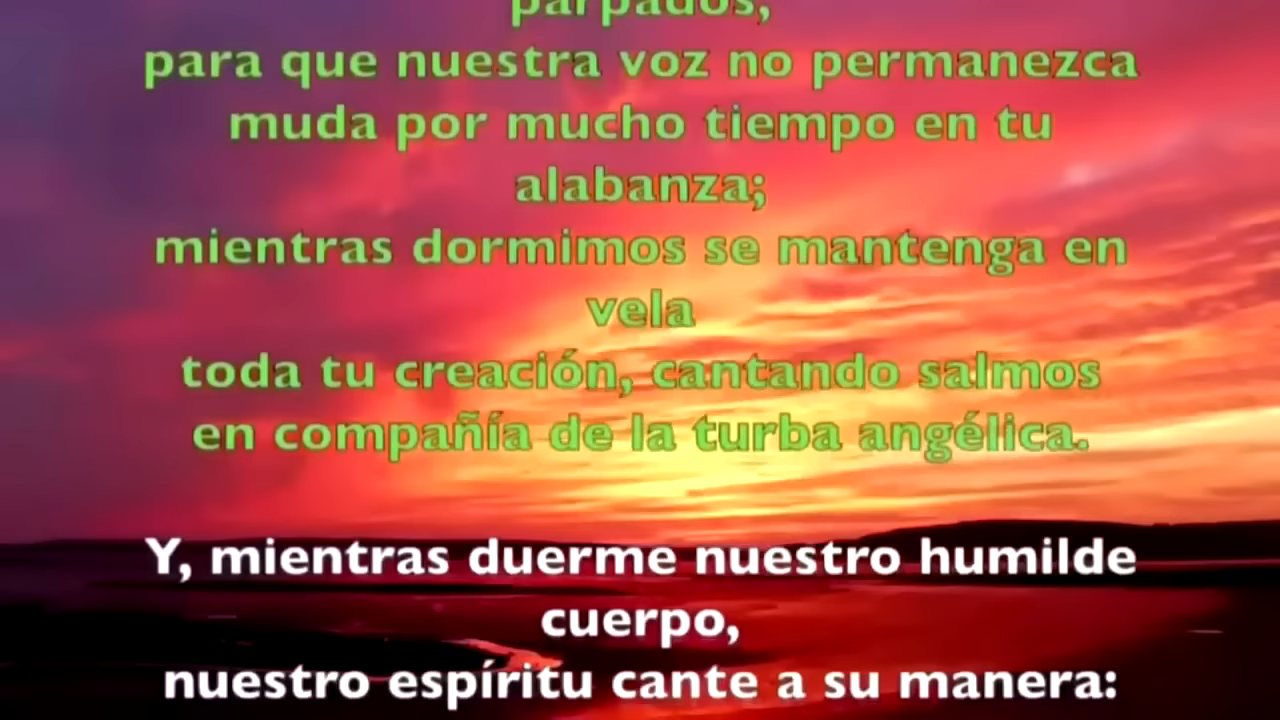 párpados,
para que nuestra voz no permanezca
muda por mucho tiempo en tu
alabanza;
mientras dormimos se mantenga en
vela
toda tu creación, cantando salmos
en compañía de la turba angélica.
Y, mientras duerme nuestro humilde
cuerpo,
nuestro espíritu cante a su manera: